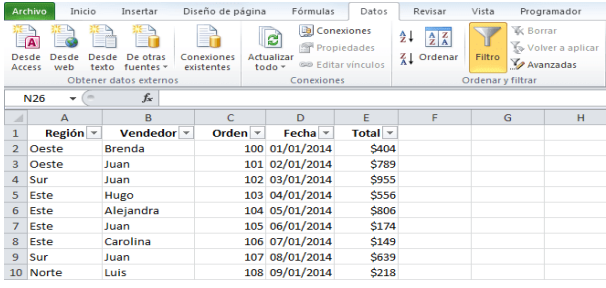 Archivo Inicio Insertar Diseño de página Fórmulas Datos Revisar Vista Programador
Desde Access
Desde web
Desde texto
De otras fuentes
Conexiones existentes
Obtener datos externos
Actualizar todo
Conexiones
Propiedades
Editar vínculos
Conexiones
Ordenar
Filtro
Borrar
Volver a aplicar
Avanzadas
Ordenar y filtrar
N26 fx
A B C D E F G H
1 Región Vendedor Orden Fecha Total
2 Oeste Brenda 100 01/01/2014 $404
3 Oeste Juan 101 02/01/2014 $789
4 Sur Juan 102 03/01/2014 $955
5 Este Hugo 103 04/01/2014 $556
6 Este Alejandra 104 05/01/2014 $806
7 Este Juan 105 06/01/2014 $174
8 Este Carolina 106 07/01/2014 $149
9 Sur Juan 107 08/01/2014 $639
10 Norte Luis 108 09/01/2014 $218